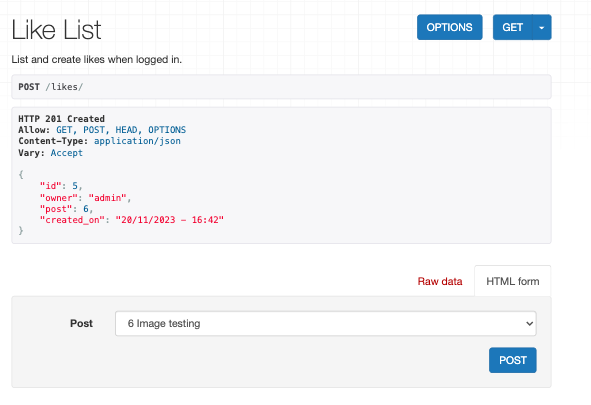 Like List
OPTIONS
GET
List and create likes when logged in.
POST /likes/
HTTP 201 Created
Allow: GET, POST, HEAD, OPTIONS
Content-Type: application/json
Vary: Accept
{
"id": 5,
"owner": "admin",
"post": 6,
"created_on": "20/11/2023 - 16:42"
}
Raw data
HTML form
Post
6 Image testing
POST